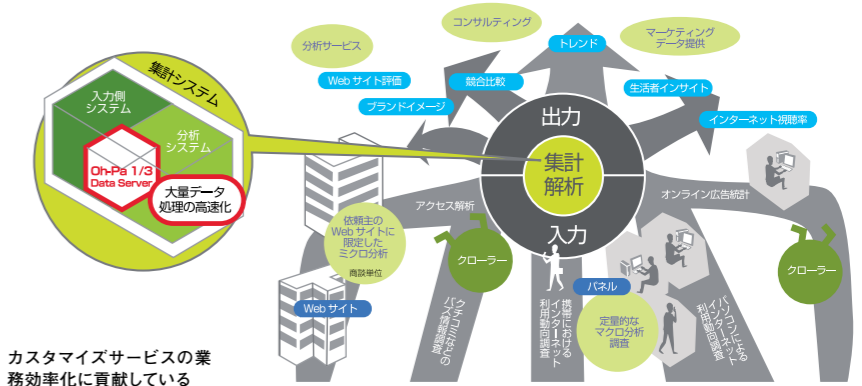 コンサルティング
分析サービス
マーケティング
データ提供
トレンド
Webサイト評価
競合比較
生活者インサイト
ブランドイメージ
インターネット視聴率
集計システム
入力側
システム
分析
システム
Oh-Pa 1/3
Data Server
大量データ
処理の高速化
出力
集計
解析
入力
アクセス解析
オンライン広告統計
依頼主の
Webサイトに
限定した
ミクロ分析
商談単位
クローラー
クローラー
Webサイト
パネル
定量的な
マクロ分析
調査
クチコミなどの
バズ情報調査
携帯における
インターネット
利用動向調査
パソコンによる
インターネット
利用動向調査
カスタマイズサービスの業
務効率化に貢献している